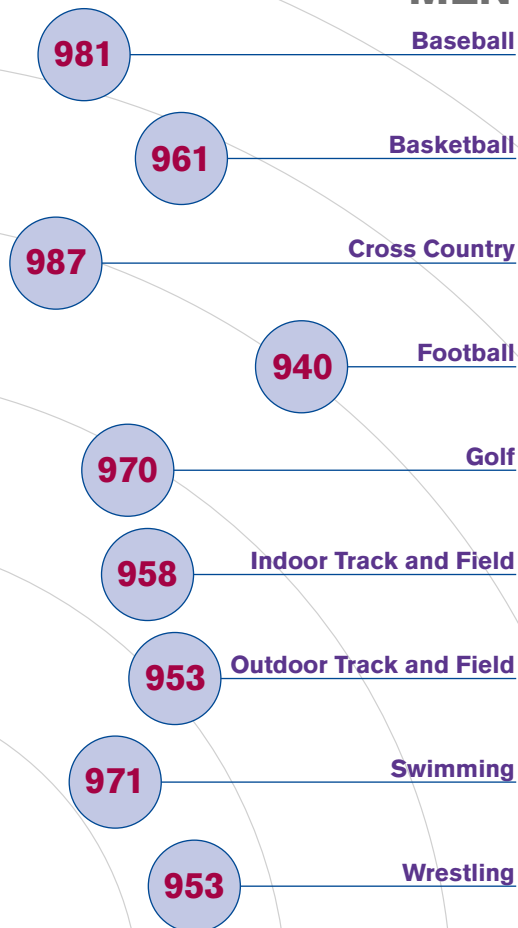 MEN
981 Baseball
961 Basketball
987 Cross Country
940 Football
970 Golf
958 Indoor Track and Field
953 Outdoor Track and Field
971 Swimming
953 Wrestling